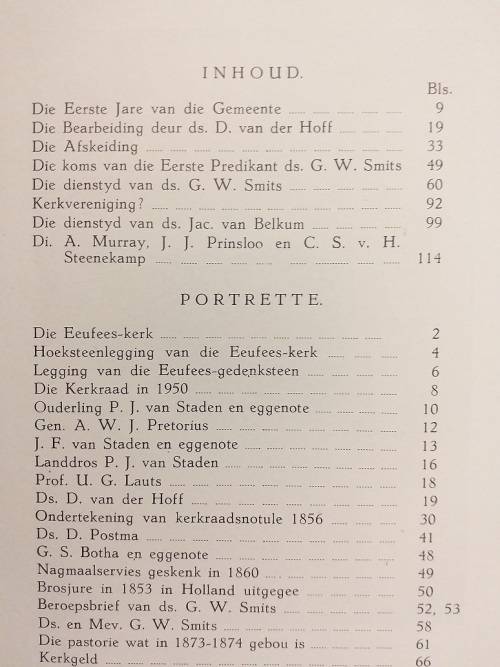 INHOUD.
Bls.
Die Eerste Jare van die Gemeente ..... 9
Die Bearbeiding deur ds. D. van der Hoff ..... 19
Die Afskeiding ..... 33
Die koms van die Eerste Predikant ds. G. W. Smits 49
Die dienstyd van ds. G. W. Smits ..... 60
Kerkvereniging? ..... 92
Die dienstyd van ds. Jac. van Belkum ..... 99
Di. A. Murray, J. J. Prinsloo en C. S. v. H.
Steenekamp ..... 114
PORTRETTE.
Die Eeufees-kerk ..... 2
Hoeksteenlegging van die Eeufees-kerk ..... 4
Legging van die Eeufees-gedenksteen ..... 6
Die Kerkraad in 1950 ..... 8
Ouderling P. J. van Staden en eggenote ..... 10
Gen. A. W. J. Pretorius ..... 12
J. F. van Staden en eggenote ..... 13
Landdros P. J. van Staden ..... 16
Prof. U. G. Lauts ..... 18
Ds. D. van der Hoff ..... 19
Ondertekening van kerkraadsnotule 1856 ..... 30
Ds. D. Postma ..... 41
G. S. Botha en eggenote ..... 48
Nagmaalservies geskenk in 1860 ..... 49
Brosjure in 1853 in Holland uitgegee ..... 50
Beroepsbrief van ds. G. W. Smits ..... 52, 53
Ds. en Mev. G. W. Smits ..... 58
Die pastorie wat in 1873-1874 gebou is ..... 61
Kerkgeld ..... 66